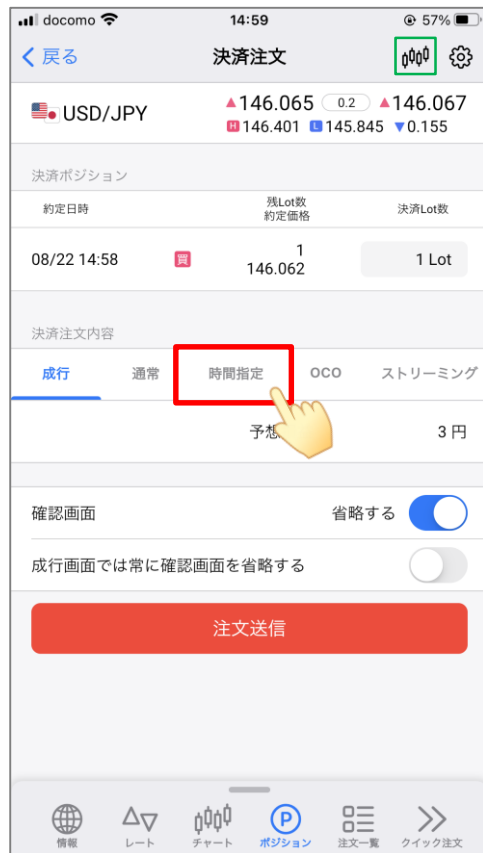 docomo 14:59 57%
戻る 決済注文
USD/JPY ▲146.065 0.2 ▲146.067
H 146.401 L 145.845 ▼0.155
決済ポジション
約定日時 残Lot数 約定価格 決済Lot数
08/22 14:58 買 1 146.062 1 Lot
決済注文内容
成行 通常 時間指定 OCO ストリーミング
予想 3 円
確認画面 省略する
成行画面では常に確認画面を省略する
注文送信
情報 レート チャート P ポジション 注文一覧 クイック注文